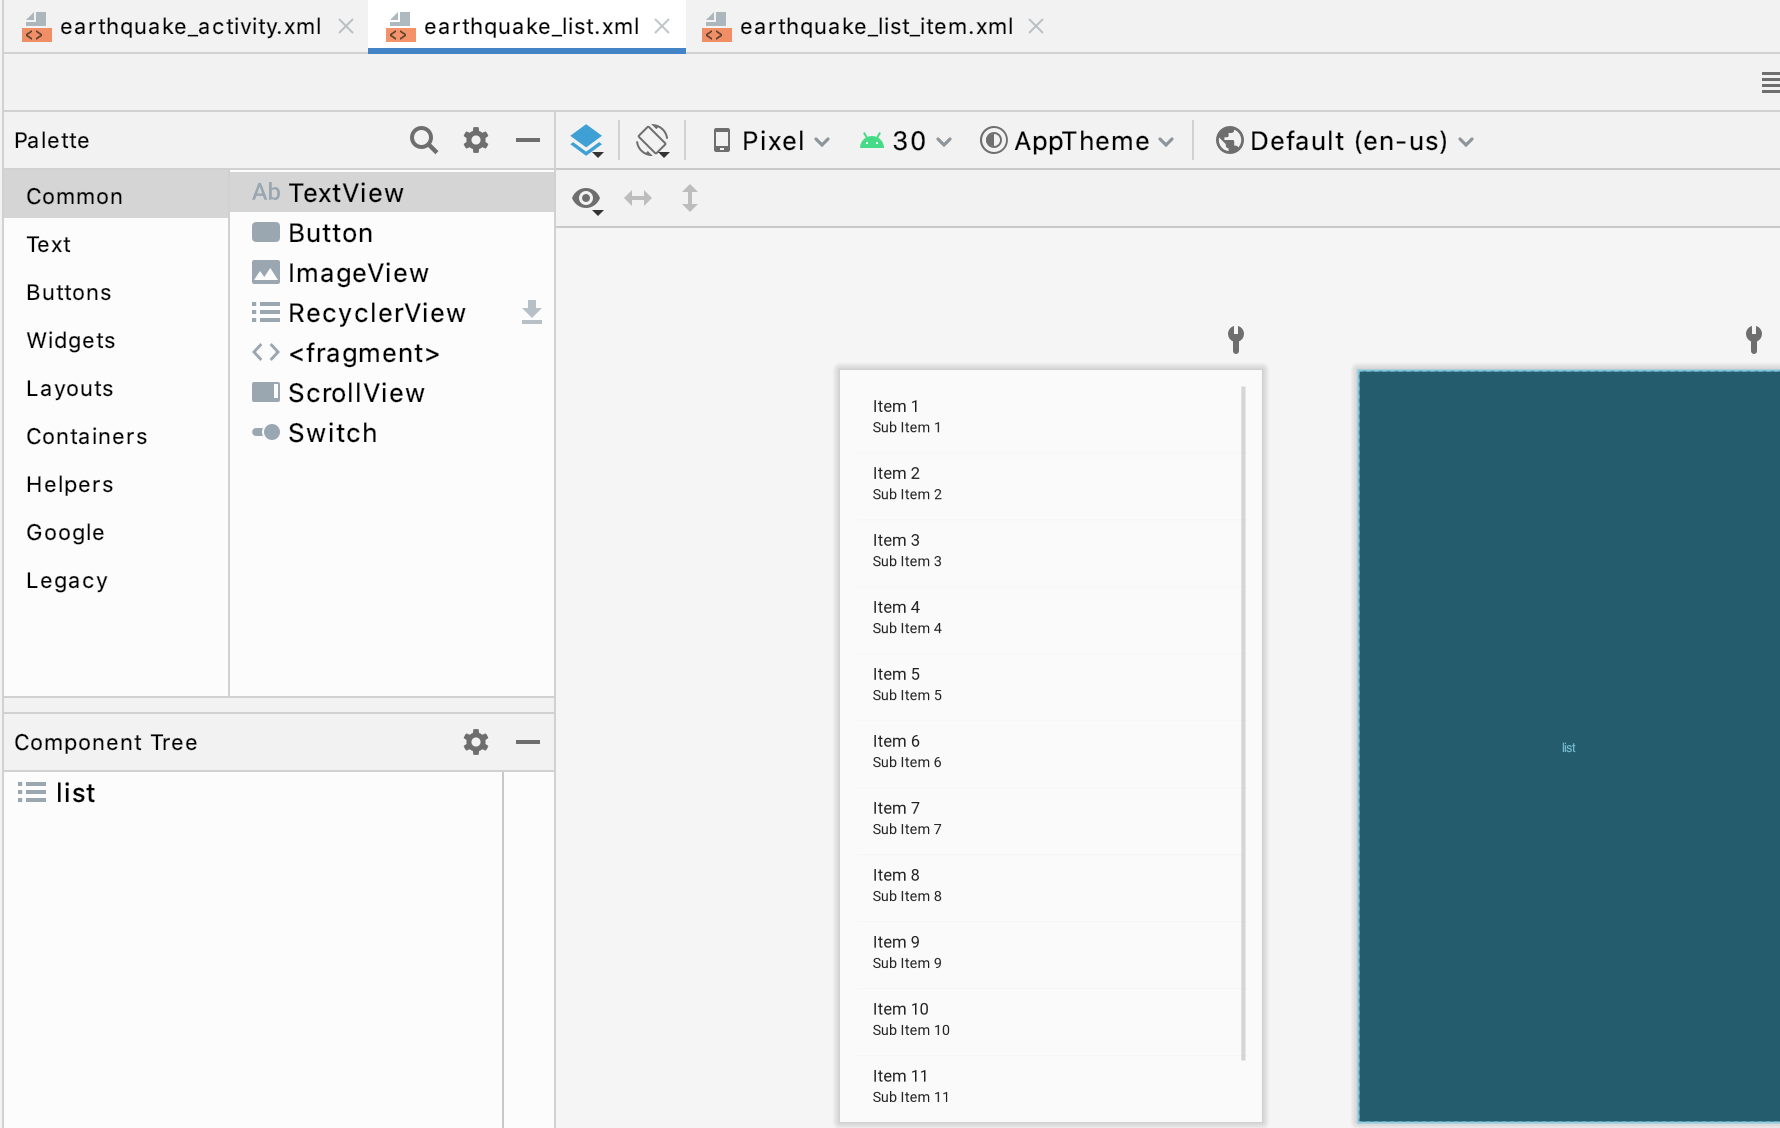 earthquake_activity.xml
earthquake_list.xml
earthquake_list_item.xml
Palette
Pixel
30
AppTheme
Default (en-us)
Common
Text
Buttons
Widgets
Layouts
Containers
Helpers
Google
Legacy
Ab TextView
Button
ImageView
RecyclerView
<fragment>
ScrollView
Switch
Component Tree
list
Item 1
Sub Item 1
Item 2
Sub Item 2
Item 3
Sub Item 3
Item 4
Sub Item 4
Item 5
Sub Item 5
Item 6
Sub Item 6
Item 7
Sub Item 7
Item 8
Sub Item 8
Item 9
Sub Item 9
Item 10
Sub Item 10
Item 11
Sub Item 11
list